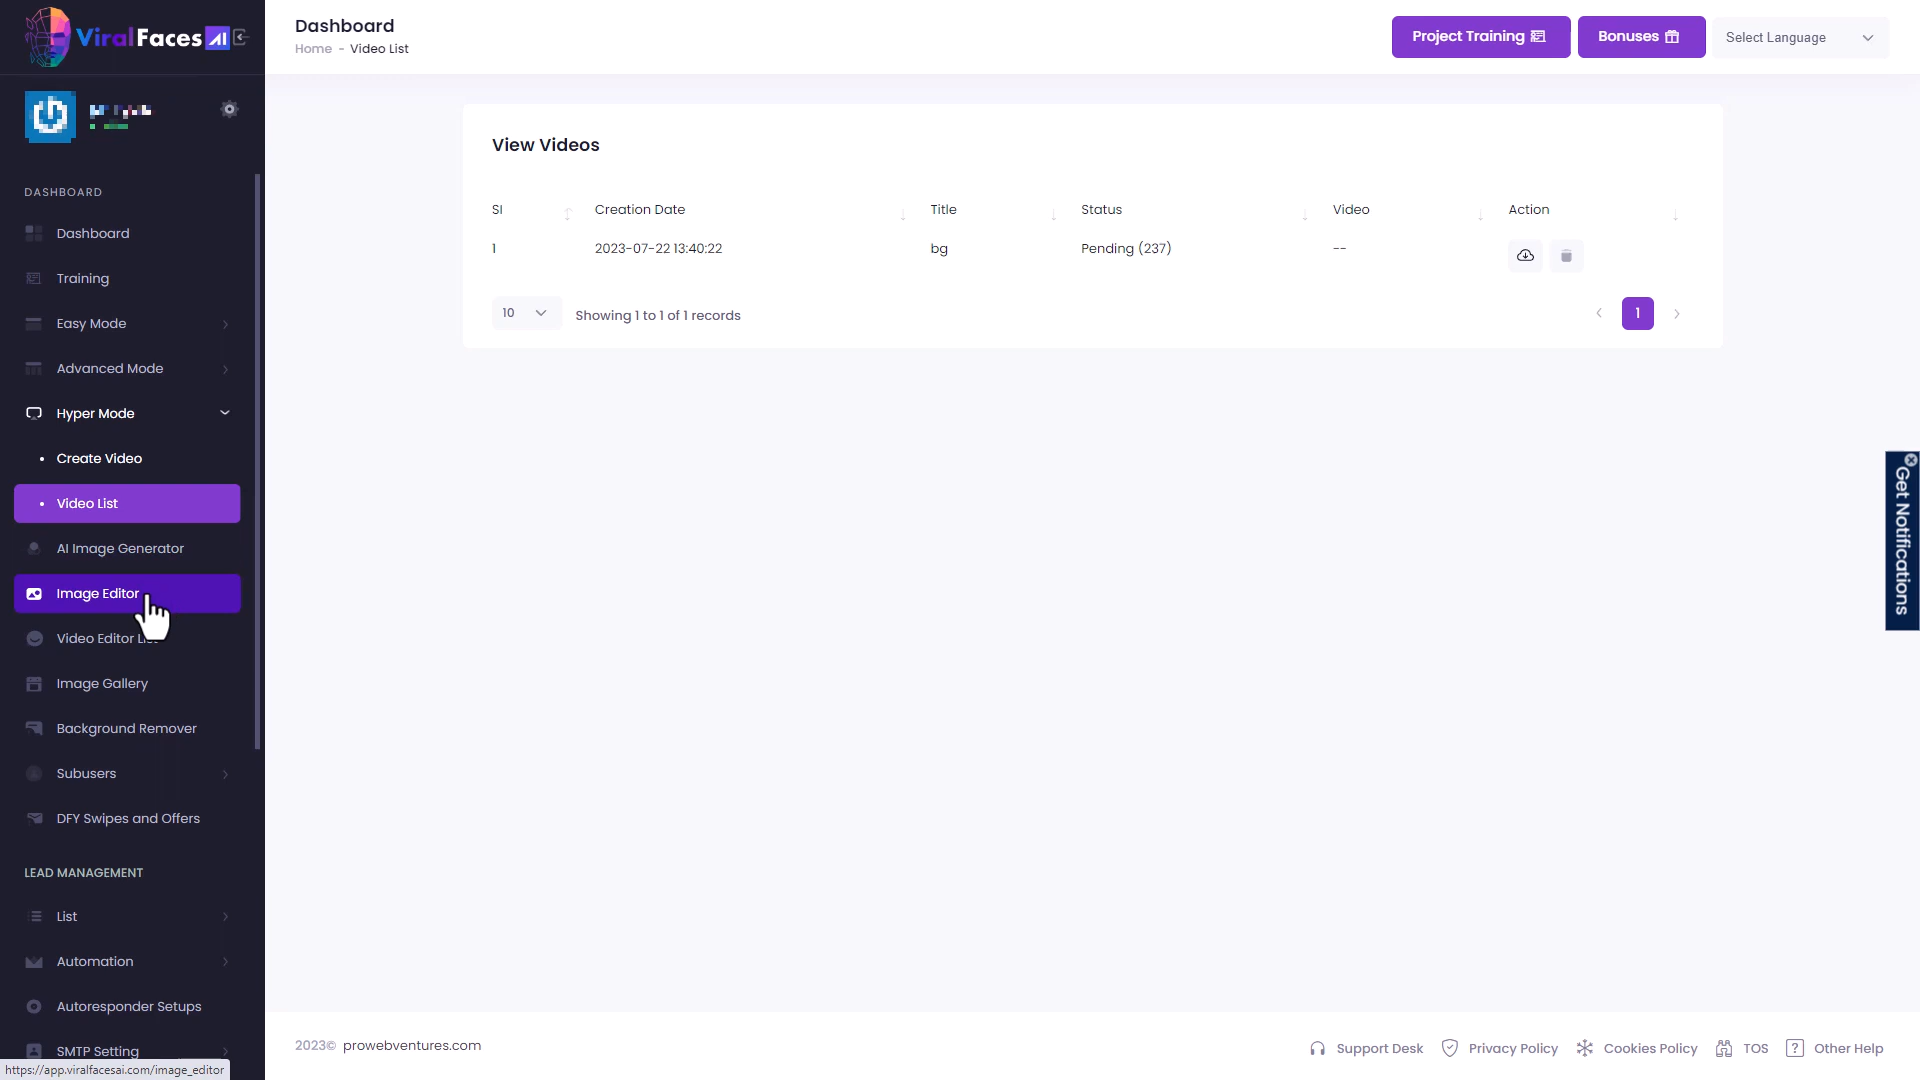 ViralFaces AI
Dashboard
Home - Video List
Project Training
Bonuses
Select Language
DASHBOARD
Dashboard
Training
Easy Mode
Advanced Mode
Hyper Mode
• Create Video
• Video List
AI Image Generator
Image Editor
Video Editor
Image Gallery
Background Remover
Subusers
DFY Swipes and Offers
LEAD MANAGEMENT
List
Automation
Autoresponder Setups
SMTP Setting
https://app.viralfacesai.com/image_editor
View Videos
Sl Creation Date Title Status Video Action
1 2023-07-22 13:40:22 bg Pending (237) --
10 Showing 1 to 1 of 1 records
1
Get Notifications
2023© prowebventures.com
Support Desk Privacy Policy Cookies Policy TOS Other Help